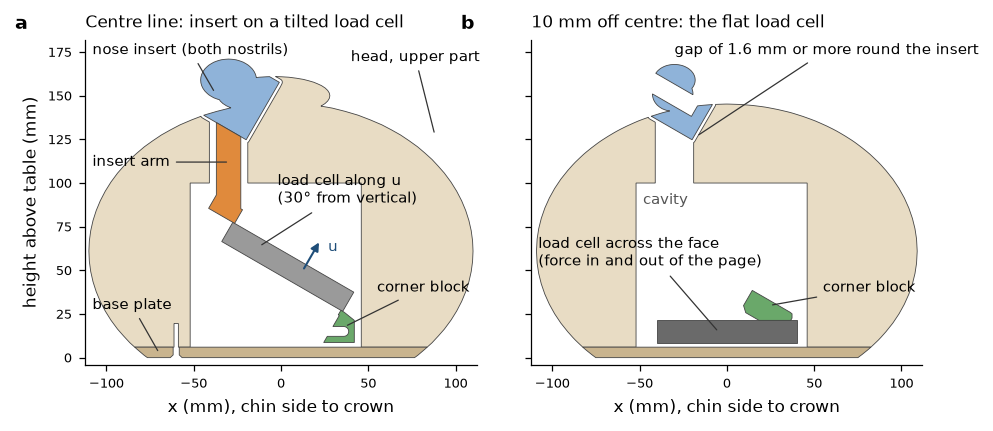 a
Centre line: insert on a tilted load cell
nose insert (both nostrils)
head, upper part
insert arm
load cell along u
(30° from vertical)
u
corner block
base plate
175
150
125
100
75
50
25
0
height above table (mm)
−100
−50
0
50
100
x (mm), chin side to crown
b
10 mm off centre: the flat load cell
gap of 1.6 mm or more round the insert
cavity
load cell across the face
(force in and out of the page)
corner block
−100
−50
0
50
100
x (mm), chin side to crown